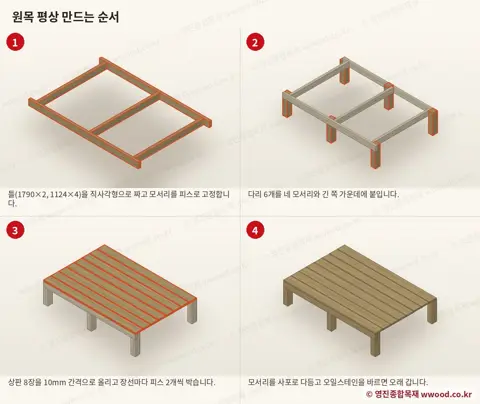 원목 평상 만드는 순서
1
2
틀(1790×2, 1124×4)을 직사각형으로 짜고 모서리를 피스로 고정합니
다.
다리 6개를 네 모서리와 긴 쪽 가운데에 붙입니다.
3
4
상판 8장을 10mm 간격으로 올리고 장선마다 피스 2개씩 박습니다.
모서리를 사포로 다듬고 오일스테인을 바르면 오래 갑니다.
© 영진종합목재 wwood.co.kr